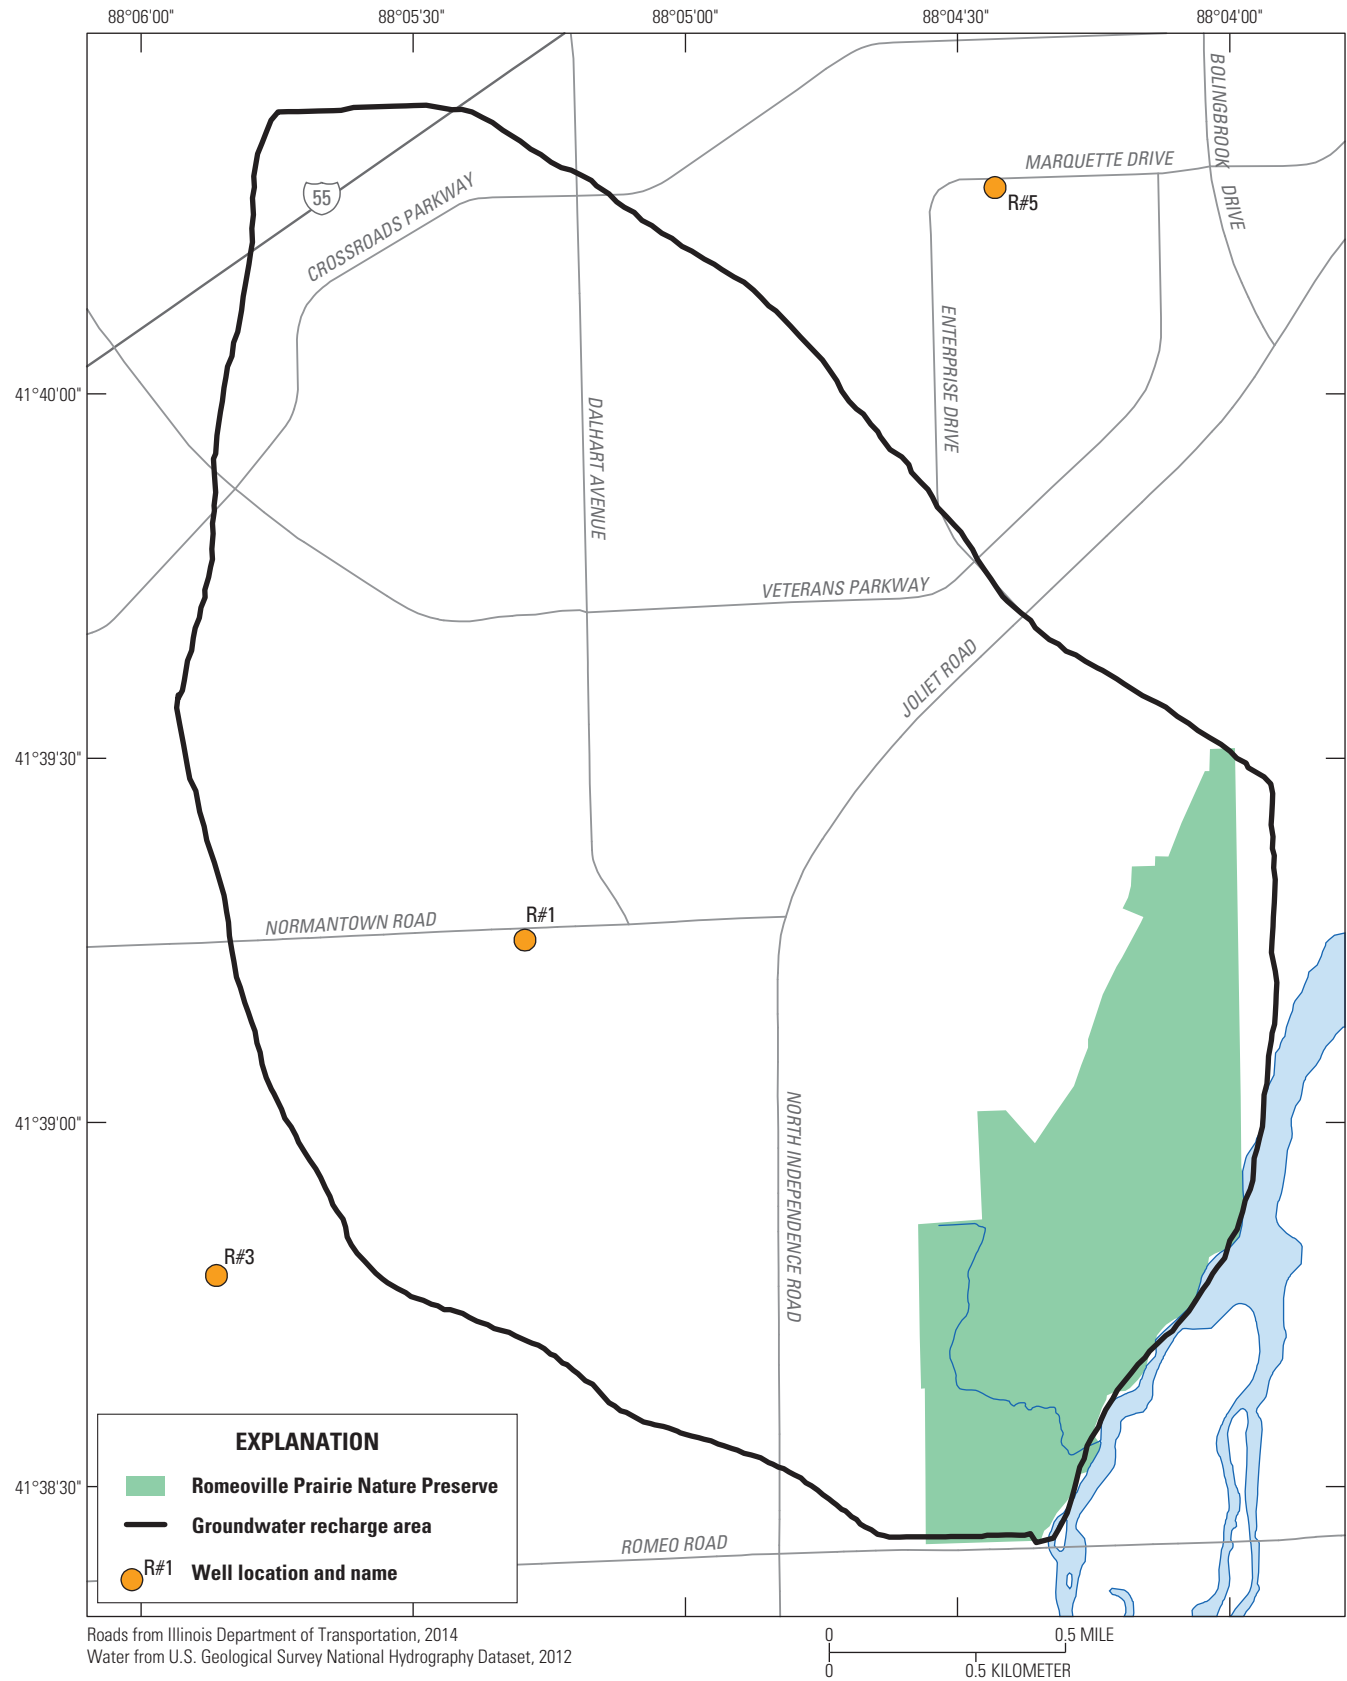 88°06'00"
88°05'30"
88°05'00"
88°04'30"
88°04'00"
BOLINGBROOK DRIVE
MARQUETTE DRIVE
R#5
55
CROSSROADS PARKWAY
ENTERPRISE DRIVE
41°40'00"
DALHART AVENUE
VETERANS PARKWAY
JOLIET ROAD
41°39'30"
NORMANTOWN ROAD
R#1
41°39'00"
NORTH INDEPENDENCE ROAD
R#3
EXPLANATION
Romeoville Prairie Nature Preserve
Groundwater recharge area
R#1 Well location and name
41°38'30"
ROMEO ROAD
Roads from Illinois Department of Transportation, 2014
Water from U.S. Geological Survey National Hydrography Dataset, 2012
0 0.5 MILE
0 0.5 KILOMETER